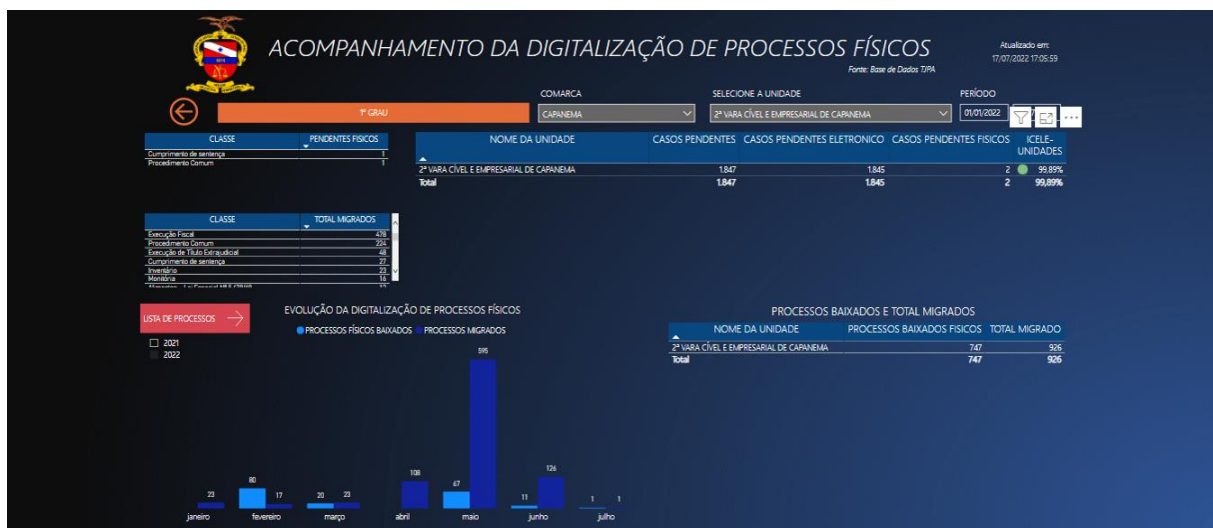 ACOMPANHAMENTO DA DIGITALIZAÇÃO DE PROCESSOS FÍSICOS
Fonte: Base de Dados TJPA
Atualizado em:
17/07/2022 17:05:59
COMARCA
SELECIONE A UNIDADE
PERÍODO
1º GRAU
CAPANEMA
2ª VARA CÍVEL E EMPRESARIAL DE CAPANEMA
01/01/2022
CLASSE PENDENTES FISICOS
Cumprimento de sentença 1
Procedimento Comum 1
NOME DA UNIDADE CASOS PENDENTES CASOS PENDENTES ELETRONICO CASOS PENDENTES FISICOS ICELE-
UNIDADES
2ª VARA CÍVEL E EMPRESARIAL DE CAPANEMA 1.847 1.845 2 99,89%
Total 1.847 1.845 2 99,89%
CLASSE TOTAL MIGRADOS
Execução Fiscal 478
Procedimento Comum 224
Execução de Título Extrajudicial 48
Cumprimento de sentença 27
Inventário 23
Monitória 16
LISTA DE PROCESSOS
2021
2022
EVOLUÇÃO DA DIGITALIZAÇÃO DE PROCESSOS FÍSICOS
PROCESSOS FÍSICOS BAIXADOS PROCESSOS MIGRADOS
595
108 67 126
80
23 17 20 23 11 1 1
janeiro fevereiro março abril maio junho julho
PROCESSOS BAIXADOS E TOTAL MIGRADOS
NOME DA UNIDADE PROCESSOS BAIXADOS FISICOS TOTAL MIGRADO
2ª VARA CÍVEL E EMPRESARIAL DE CAPANEMA 747 926
Total 747 926